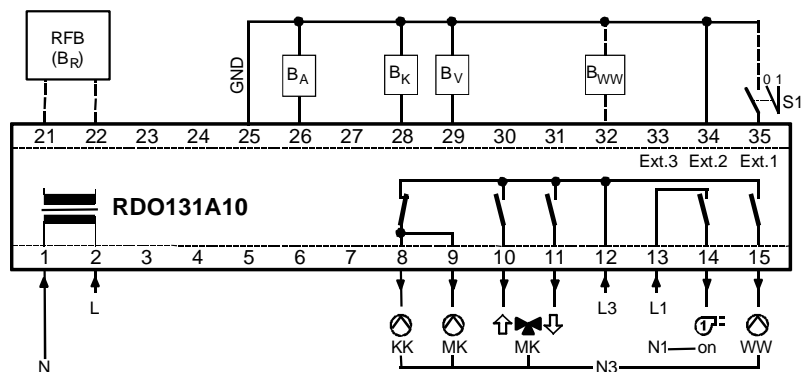 RFB
(BR)
GND
BA
BK
BV
BWW
0 1
S1
21 22 23 24 25 26 27 28 29 30 31 32 33 34 35
Ext.3 Ext.2 Ext.1
RDO131A10
1 2 3 4 5 6 7 8 9 10 11 12 13 14 15
L
L3
L1
1
KK
MK
MK
N1
on
WW
N
N3